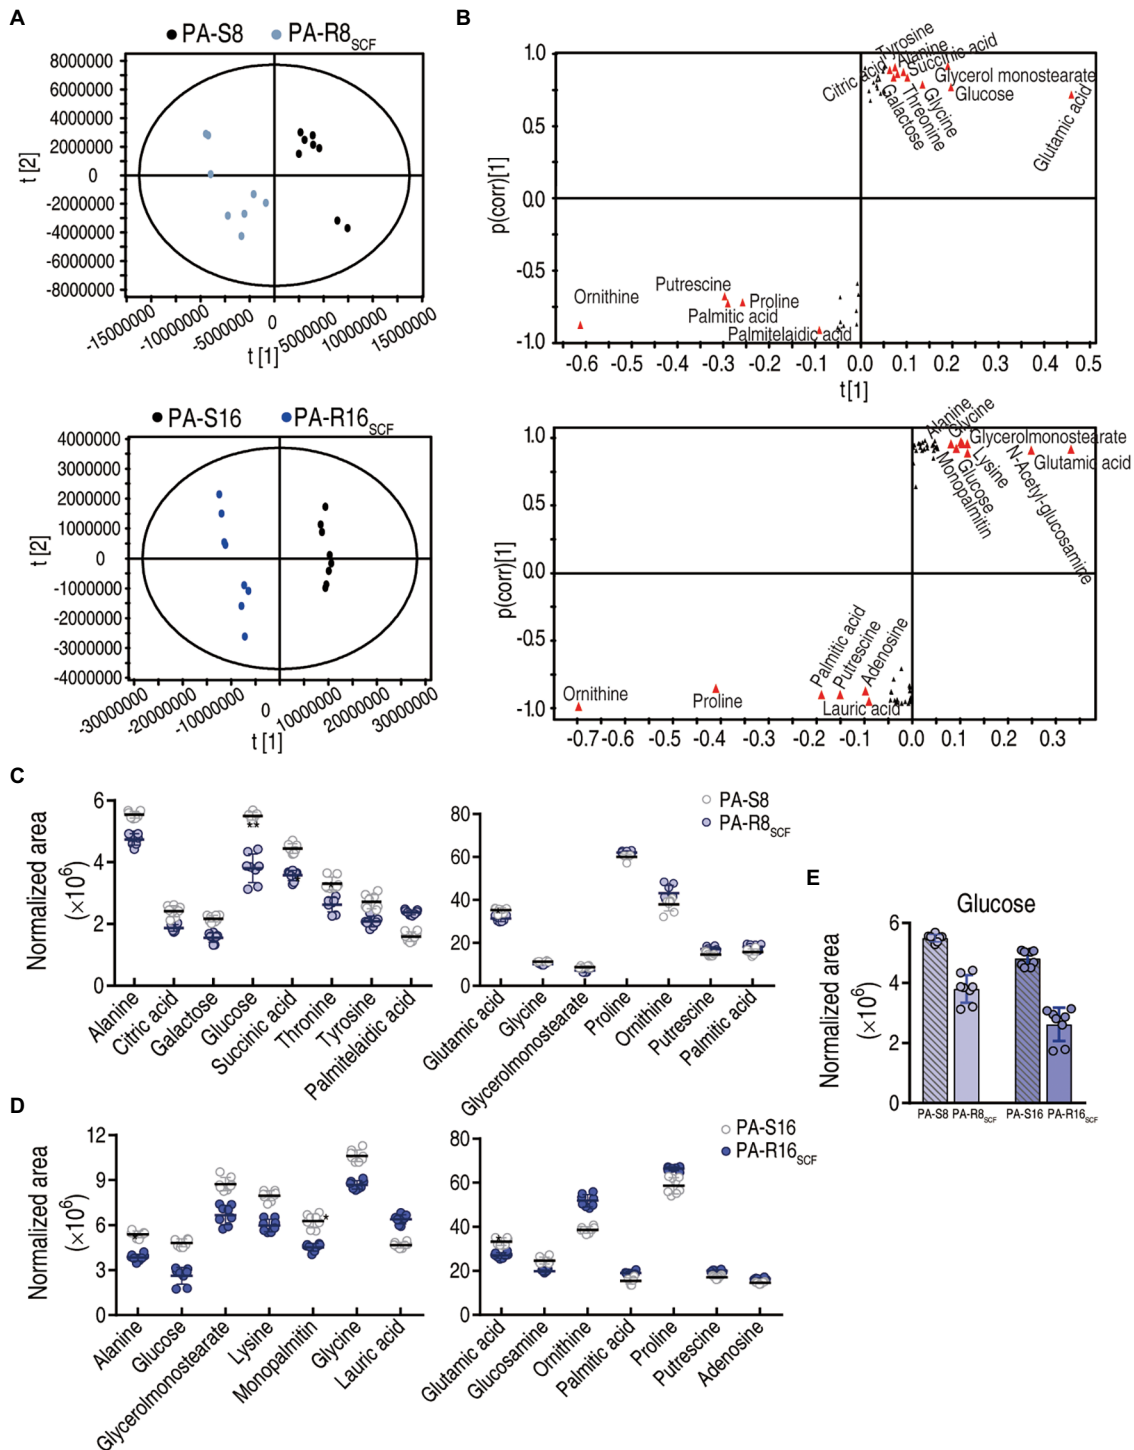 A
PA-S8 PA-R8SCF
8000000
6000000
4000000
2000000
0
-2000000
-4000000
-6000000
-8000000
t [2]
-15000000 -10000000 -5000000 0 5000000 10000000 15000000
t [1]
PA-S16 PA-R16SCF
4000000
3000000
2000000
1000000
0
-1000000
-2000000
-3000000
-4000000
t [2]
-30000000 -20000000 -10000000 0 10000000 20000000 30000000
t [1]
B
1.0
0.5
0.0
-0.5
-1.0
p(corr)[1]
Citric acid
Tyrosine
Alanine
Succinic acid
Glycerol monostearate
Glucose
Glutamic acid
Galactose
Threonine
Glycine
Ornithine
Putrescine
Proline
Palmitic acid
Palmitelaidic acid
-0.6 -0.5 -0.4 -0.3 -0.2 -0.1 0.0 0.1 0.2 0.3 0.4 0.5
t[1]
1.0
0.5
0.0
-0.5
-1.0
p(corr)[1]
Alanine
Glycine
Glycerolmonostearate
Glutamic acid
Monopalmitin
Glucose
Lysine
N-Acetyl-glucosamine
Ornithine
Proline
Palmitic acid
Putrescine
Adenosine
Lauric acid
-0.7 -0.6 -0.5 -0.4 -0.3 -0.2 -0.1 0.0 0.1 0.2 0.3
t[1]
C
Normalized area
(×10⁶)
6
4
2
0
**
Alanine
Citric acid
Galactose
Glucose
Succinic acid
Thronine
Tyrosine
Palmitelaidic acid
80
60
40
20
0
PA-S8
PA-R8SCF
Glutamic acid
Glycine
Glycerolmonostearate
Proline
Ornithine
Putrescine
Palmitic acid
D
Normalized area
(×10⁶)
12
9
6
3
0
*
Alanine
Glucose
Glycerolmonostearate
Lysine
Monopalmitin
Glycine
Lauric acid
80
60
40
20
0
PA-S16
PA-R16SCF
Glutamic acid
Glucosamine
Ornithine
Palmitic acid
Proline
Putrescine
Adenosine
E
Glucose
Normalized area
(×10⁶)
6
4
2
0
PA-S8 PA-R8SCF PA-S16 PA-R16SCF